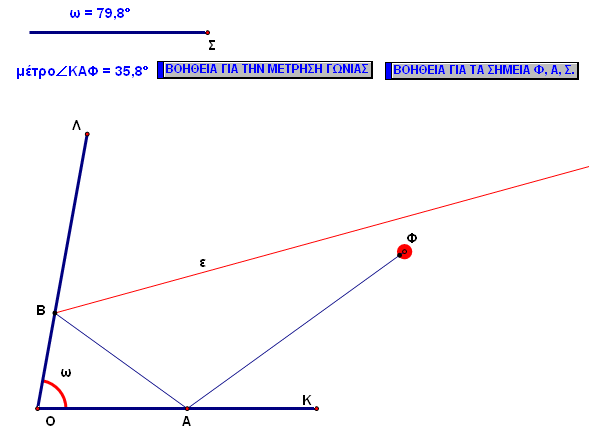 ω = 79,8°
Σ
μέτρο∠ΚΑΦ = 35,8°
ΒΟΗΘΕΙΑ ΓΙΑ ΤΗΝ ΜΕΤΡΗΣΗ ΓΩΝΙΑΣ
ΒΟΗΘΕΙΑ ΓΙΑ ΤΑ ΣΗΜΕΙΑ Φ, Α, Σ.
Λ
Φ
ε
Β
ω
Κ
Ο
Α